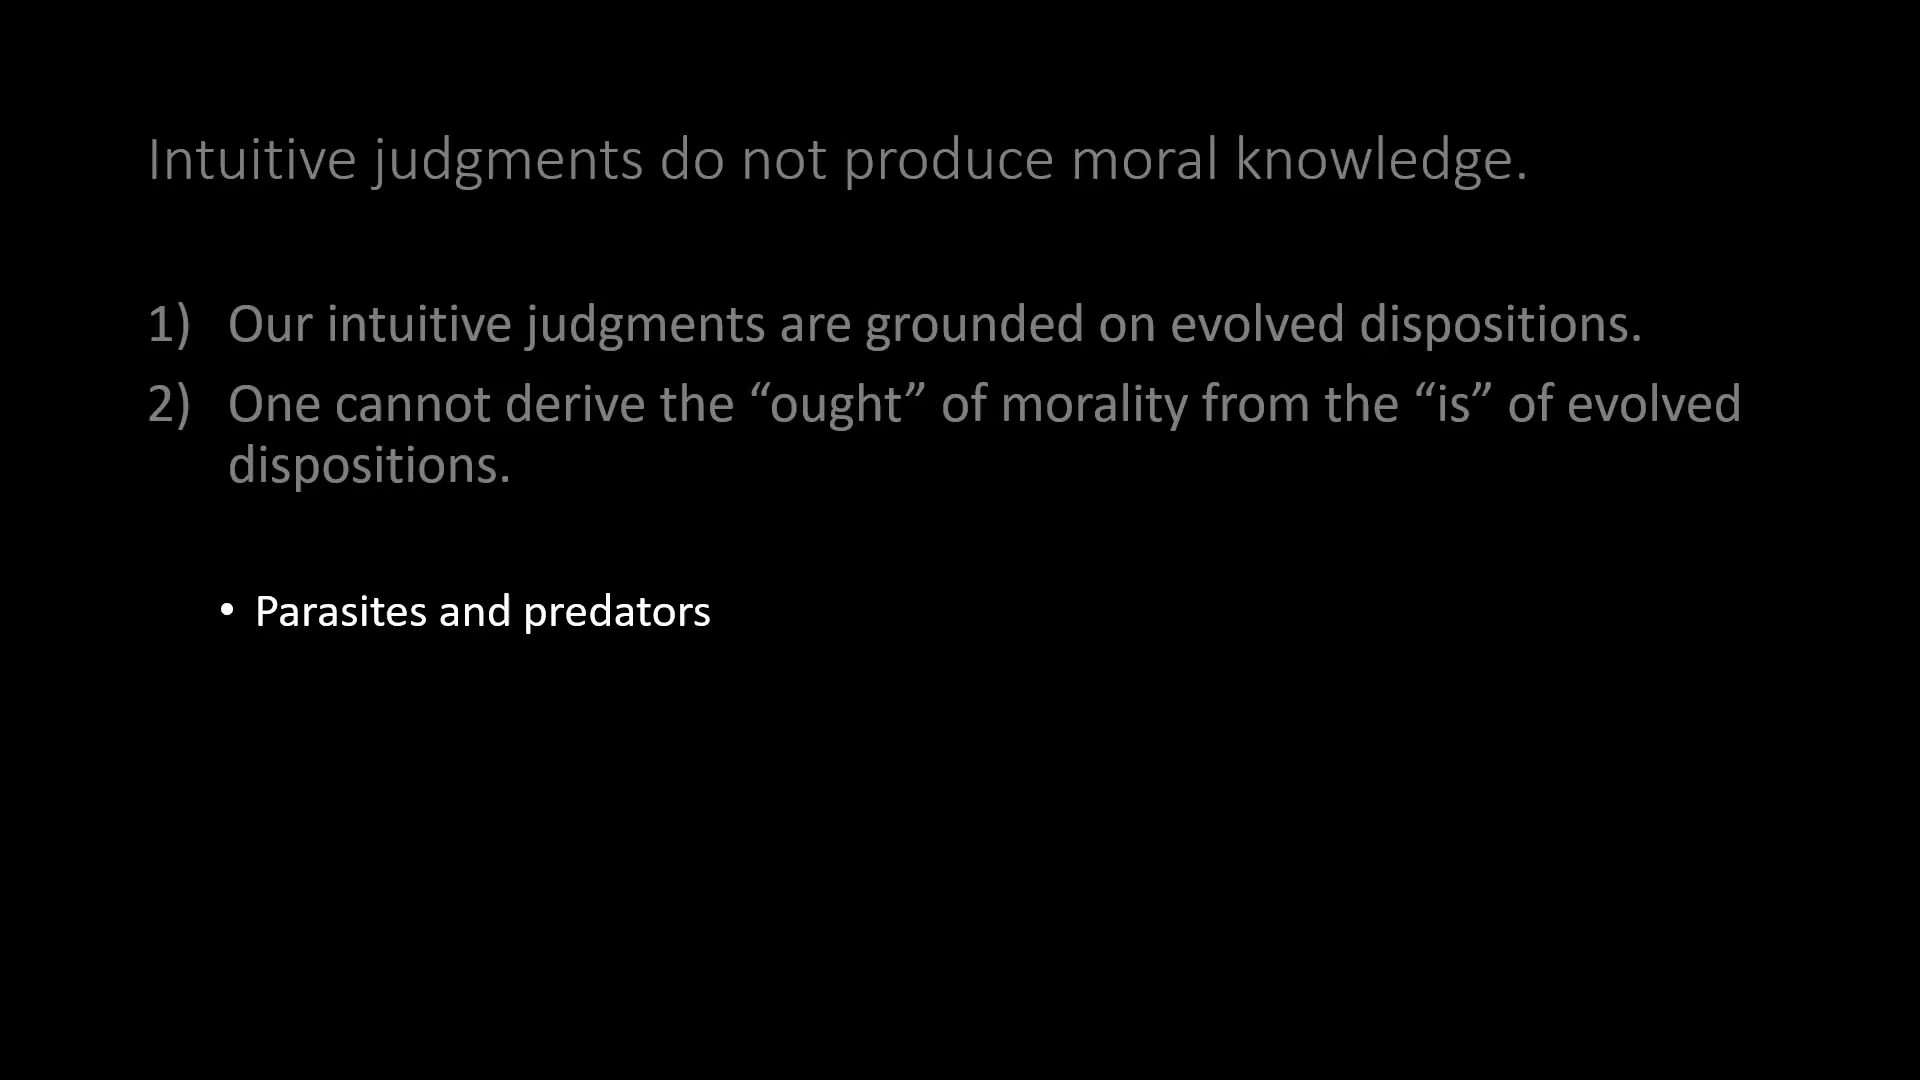 Intuitive judgments do not produce moral knowledge.
1) Our intuitive judgments are grounded on evolved dispositions.
2) One cannot derive the “ought” of morality from the “is” of evolved
dispositions.
• Parasites and predators